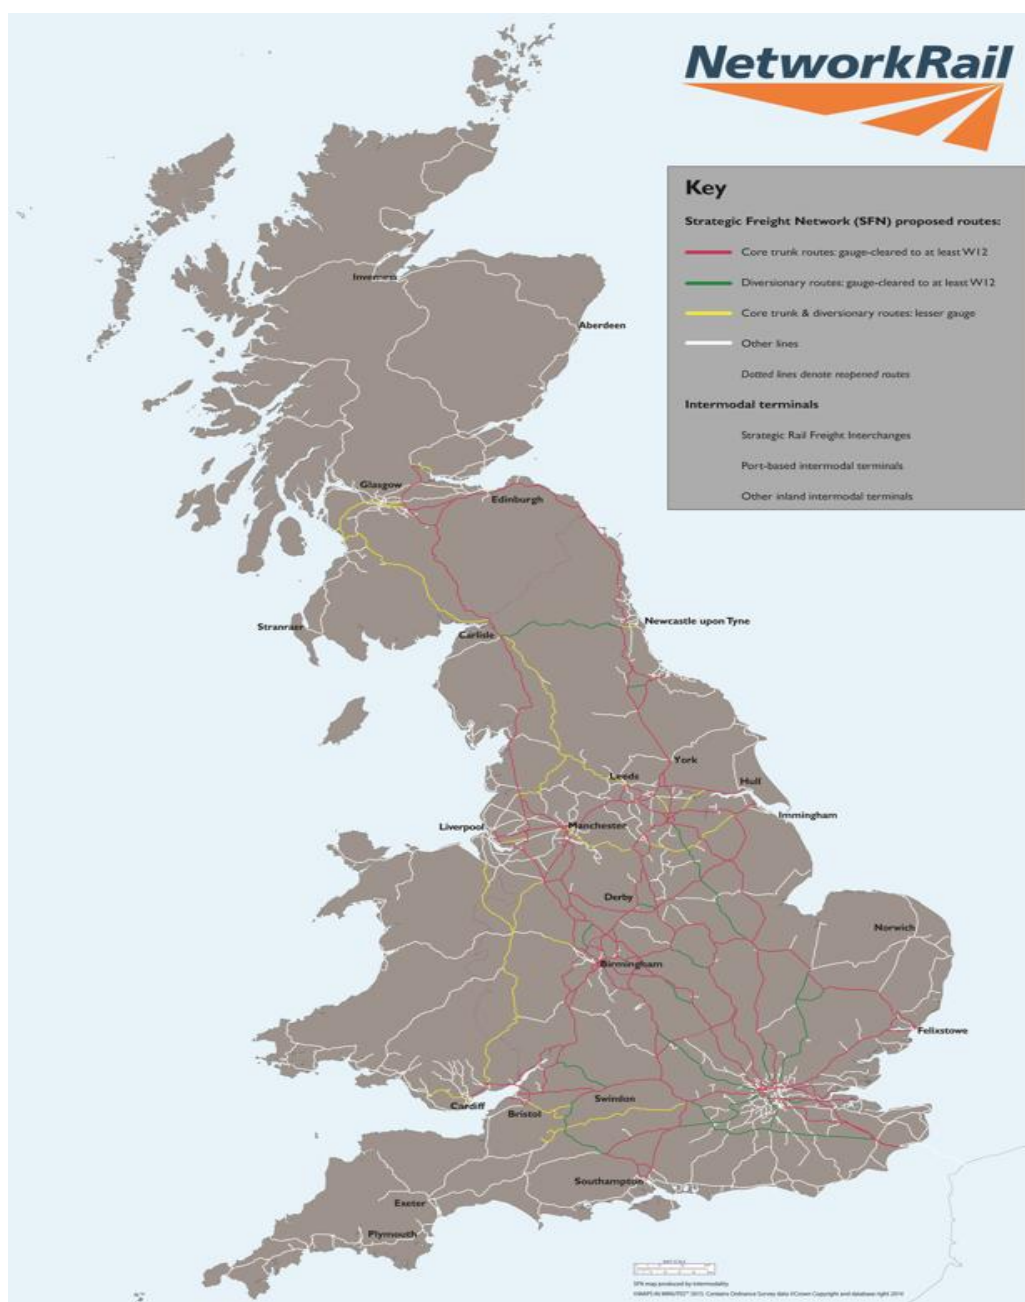 NetworkRail
Key
Strategic Freight Network (SFN) proposed routes:
Core trunk routes: gauge-cleared to at least W12
Diversionary routes: gauge-cleared to at least W12
Core trunk & diversionary routes: lesser gauge
Other lines
Dotted lines denote reopened routes
Intermodal terminals
Strategic Rail Freight Interchanges
Port-based intermodal terminals
Other inland intermodal terminals
Inverness
Aberdeen
Glasgow
Edinburgh
Stranraer
Newcastle upon Tyne
Carlisle
York
Leeds
Hull
Immingham
Liverpool
Manchester
Derby
Norwich
Birmingham
Felixstowe
Swindon
Cardiff
Bristol
Southampton
Exeter
Plymouth
SFN map produced by Intermodality